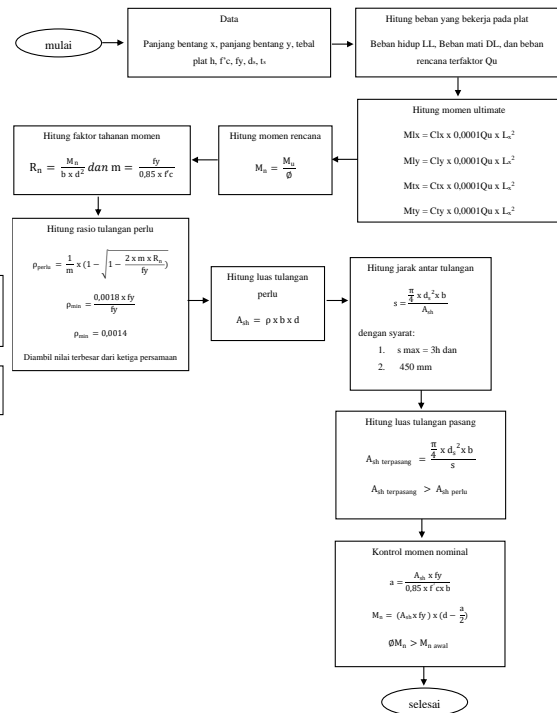 mulai
Data
Panjang bentang x, panjang bentang y, tebal
plat h, f'c, fy, dₛ, tₛ
Hitung beban yang bekerja pada plat
Beban hidup LL, Beban mati DL, dan beban
rencana terfaktor Qu
Hitung momen ultimate
Mlx = Clx x 0,0001Qu x Lₓ²
Mly = Cly x 0,0001Qu x Lₓ²
Mtx = Ctx x 0,0001Qu x Lₓ²
Mty = Cty x 0,0001Qu x Lₓ²
Hitung momen rencana
Mₙ = Mᵤ/Ø
Hitung faktor tahanan momen
Rₙ = Mₙ/(b x d²) dan m = fy/(0,85 x f'c)
Hitung rasio tulangan perlu
ρperlu = 1/m x (1 − √(1 − (2 x m x Rₙ)/fy))
ρmin = (0,0018 x fy)/fy
ρmin = 0,0014
Diambil nilai terbesar dari ketiga persamaan
Hitung luas tulangan
perlu
Aₛₕ = ρ x b x d
Hitung jarak antar tulangan
s = (π/4 x dₛ² x b)/Aₛₕ
dengan syarat:
1. s max = 3h dan
2. 450 mm
Hitung luas tulangan pasang
Aₛₕ terpasang = (π/4 x dₛ² x b)/s
Aₛₕ terpasang > Aₛₕ perlu
Kontrol momen nominal
a = (Aₛₕ x fy)/(0,85 x f'cx b)
Mₙ = (Aₛₕ x fy ) x (d − a/2)
ØMₙ > Mₙ awal
selesai